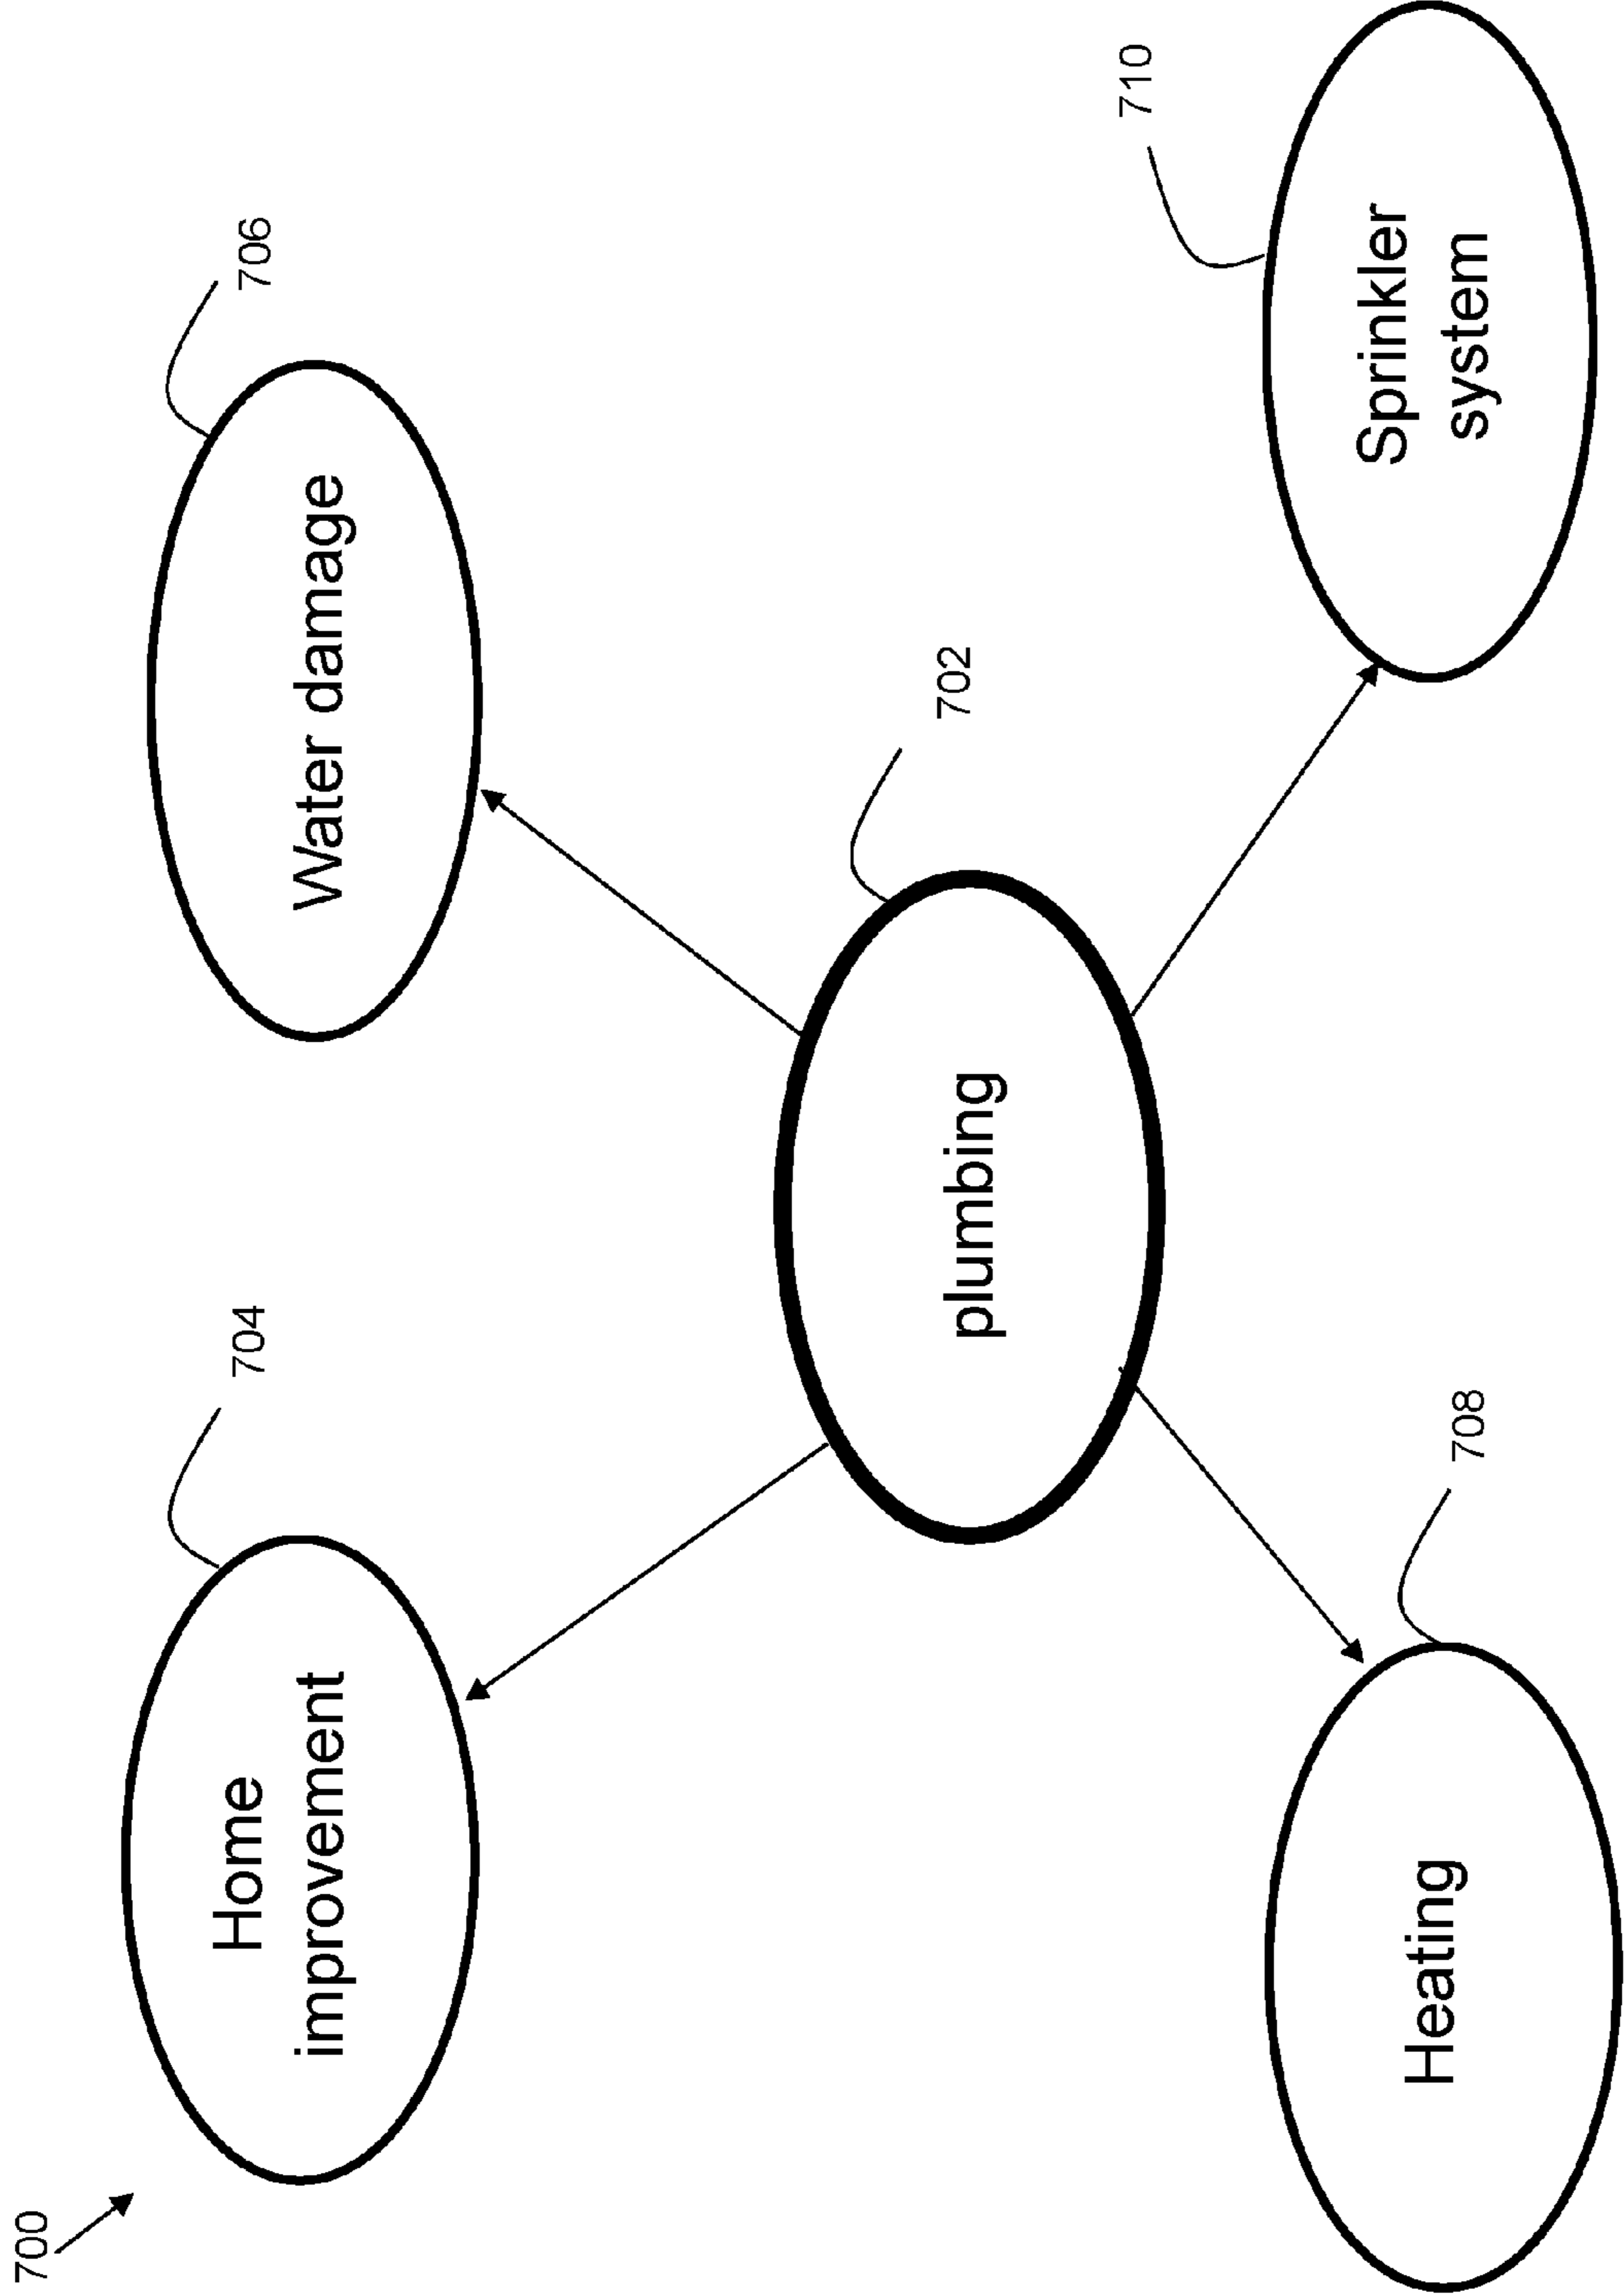 700
704
Home
improvement
706
Water damage
702
plumbing
708
Heating
710
Sprinkler
system